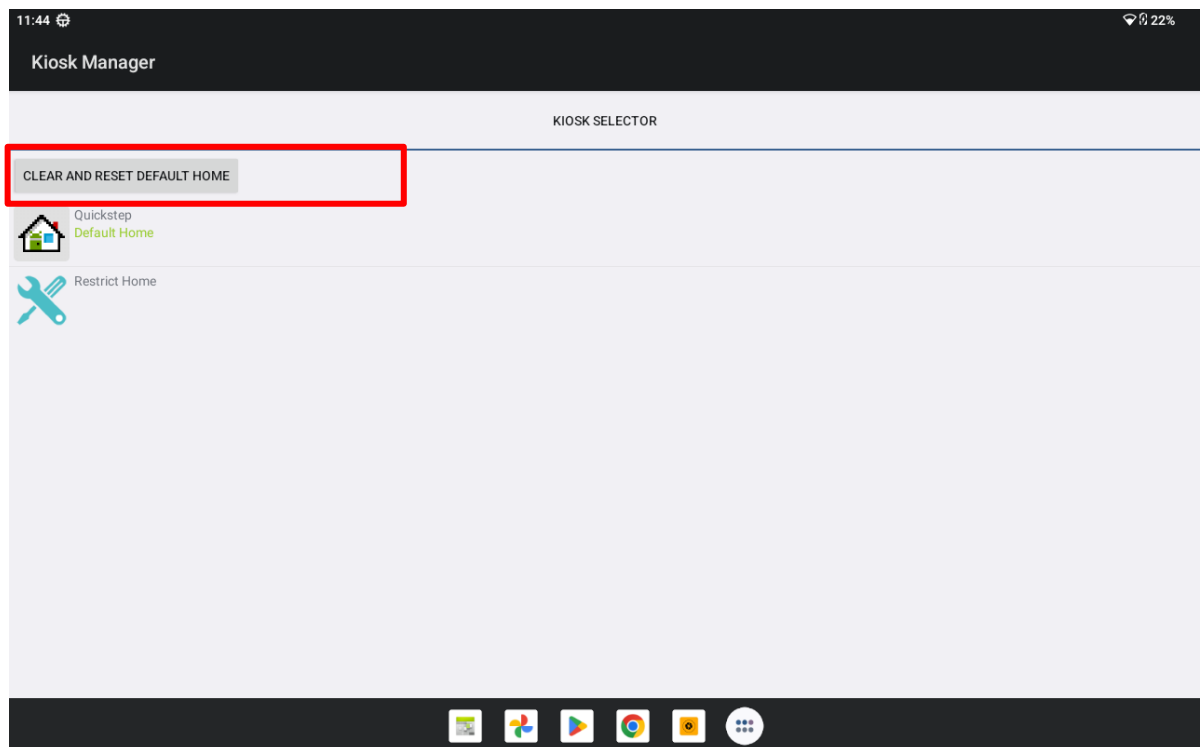 11:44
22%
Kiosk Manager
KIOSK SELECTOR
CLEAR AND RESET DEFAULT HOME
Quickstep
Default Home
Restrict Home